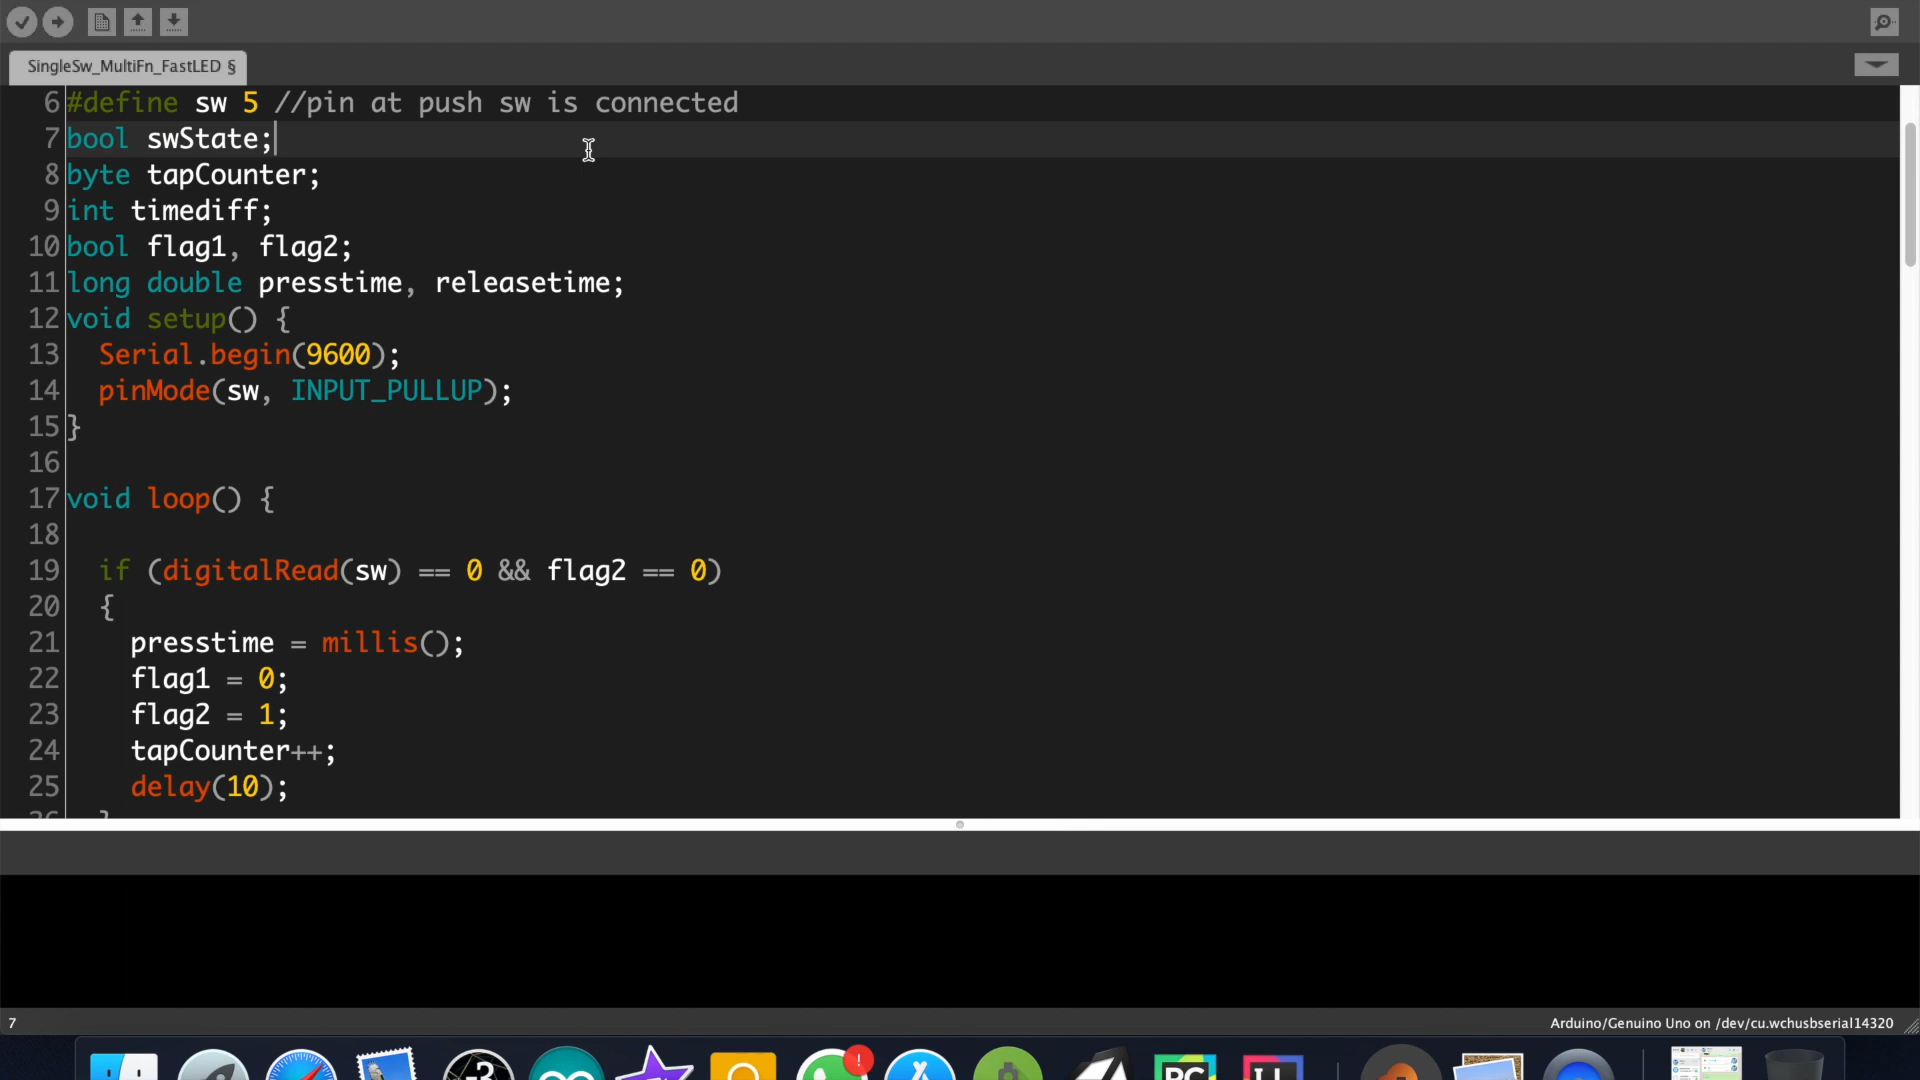 SingleSw_MultiFn_FastLED §
6 #define sw 5 //pin at push sw is connected
7 bool swState;
8 byte tapCounter;
9 int timediff;
10 bool flag1, flag2;
11 long double presstime, releasetime;
12 void setup() {
13 Serial.begin(9600);
14 pinMode(sw, INPUT_PULLUP);
15 }
16
17 void loop() {
18
19 if (digitalRead(sw) == 0 && flag2 == 0)
20 {
21 presstime = millis();
22 flag1 = 0;
23 flag2 = 1;
24 tapCounter++;
25 delay(10);
26 }
7
Arduino/Genuino Uno on /dev/cu.wchusbserial14320
-3
!
PC